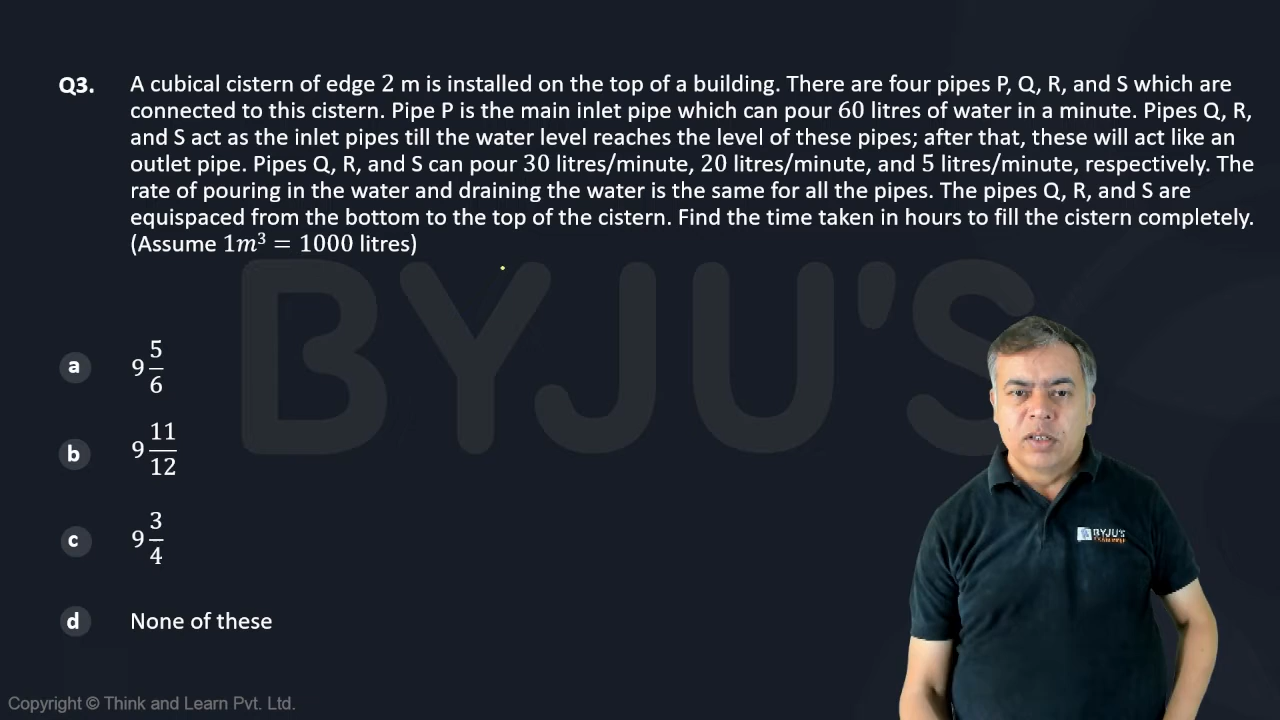 Q3. A cubical cistern of edge 2 m is installed on the top of a building. There are four pipes P, Q, R, and S which are
connected to this cistern. Pipe P is the main inlet pipe which can pour 60 litres of water in a minute. Pipes Q, R,
and S act as the inlet pipes till the water level reaches the level of these pipes; after that, these will act like an
outlet pipe. Pipes Q, R, and S can pour 30 litres/minute, 20 litres/minute, and 5 litres/minute, respectively. The
rate of pouring in the water and draining the water is the same for all the pipes. The pipes Q, R, and S are
equispaced from the bottom to the top of the cistern. Find the time taken in hours to fill the cistern completely.
(Assume 1m³ = 1000 litres)
BYJU'S
a 9 5/6
b 9 11/12
c 9 3/4
BYJU'S
d None of these
Copyright © Think and Learn Pvt. Ltd.